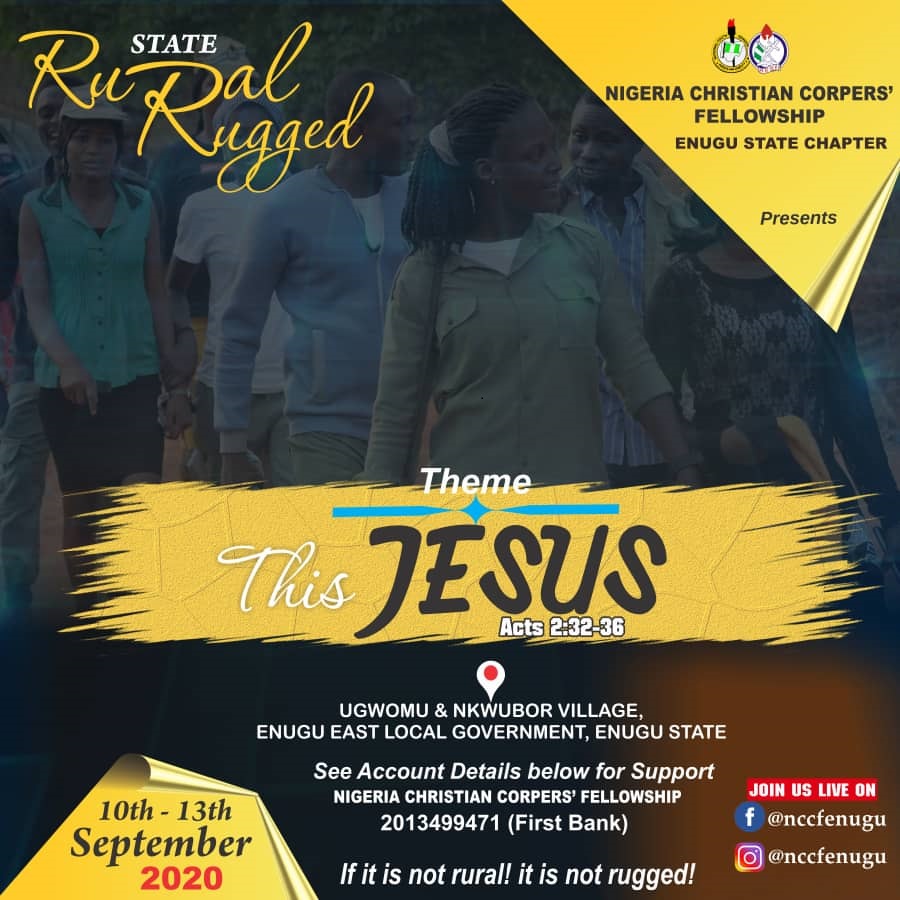 STATE
Rural
Rugged
NIGERIA CHRISTIAN CORPERS'
FELLOWSHIP
ENUGU STATE CHAPTER
Presents
Theme
This JESUS
Acts 2:32-36
UGWOMU & NKWUBOR VILLAGE,
ENUGU EAST LOCAL GOVERNMENT, ENUGU STATE
See Account Details below for Support
NIGERIA CHRISTIAN CORPERS' FELLOWSHIP
2013499471 (First Bank)
If it is not rural! it is not rugged!
10th - 13th
September
2020
JOIN US LIVE ON
@nccfenugu
@nccfenugu